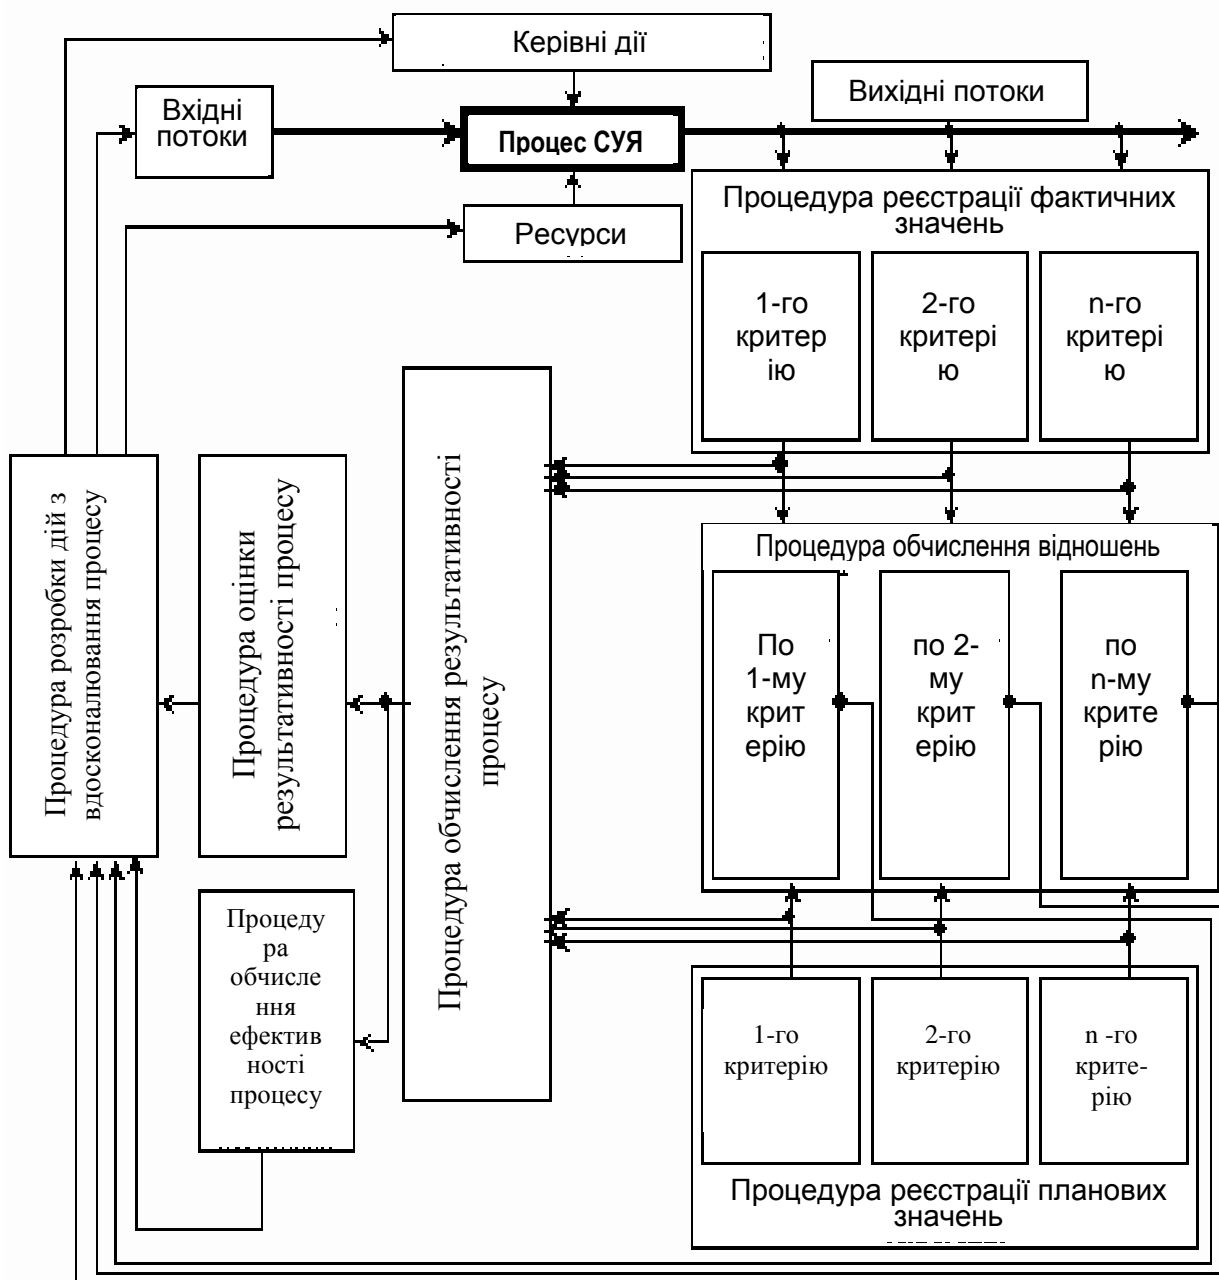 Керівні дії
Вихідні потоки
Вхідні
потоки
Процес СУЯ
Ресурси
Процедура реєстрації фактичних
значень
1-го
критер
ію
2-го
критері
ю
n-го
критері
ю
Процедура розробки дій з
вдосконалювання процесу
Процедура оцінки
результативності процесу
Процедура обчислення результативності
процесу
Процедура обчислення відношень
По
1-му
крит
ерію
по 2-
му
крит
ерію
по
n-му
крите
рію
Процеду
ра
обчисле
ння
ефектив
ності
процесу
1-го
критерію
2-го
критерію
n -го
крите-
рію
Процедура реєстрації планових
значень